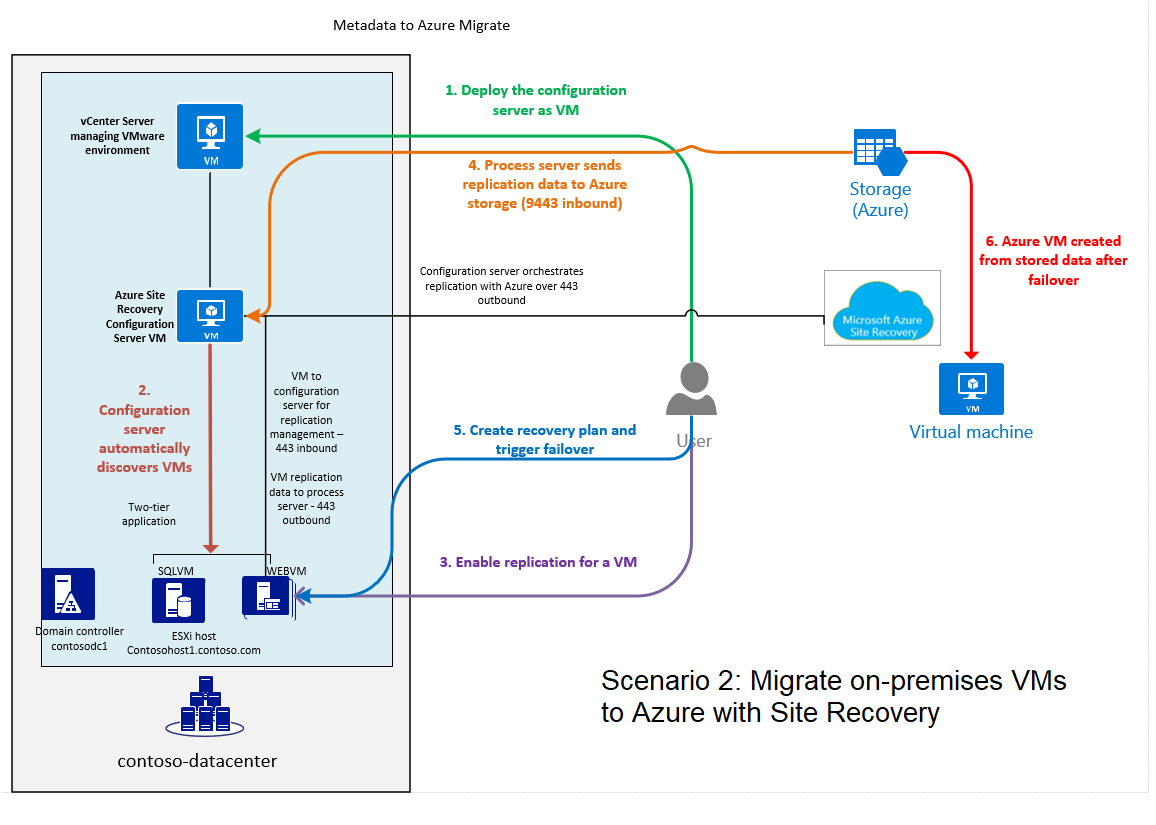 Metadata to Azure Migrate
1. Deploy the configuration
server as VM
vCenter Server
managing VMware
environment
VM
4. Process server sends
replication data to Azure
storage (9443 inbound)
Storage
(Azure)
6. Azure VM created
from stored data after
failover
Configuration server orchestrates
replication with Azure over 443
outbound
Azure Site
Recovery
Configuration
Server VM
VM
Microsoft Azure
Site Recovery
VM to
configuration
server for
replication
management –
443 inbound
VM replication
data to process
server - 443
outbound
2.
Configuration
server
automatically
discovers VMs
VM
Virtual machine
User
5. Create recovery plan and
trigger failover
Two-tier
application
3. Enable replication for a VM
SQLVM
WEBVM
Domain controller
contosodc1
ESXi host
Contosohost1.contoso.com
Scenario 2: Migrate on-premises VMs
to Azure with Site Recovery
contoso-datacenter